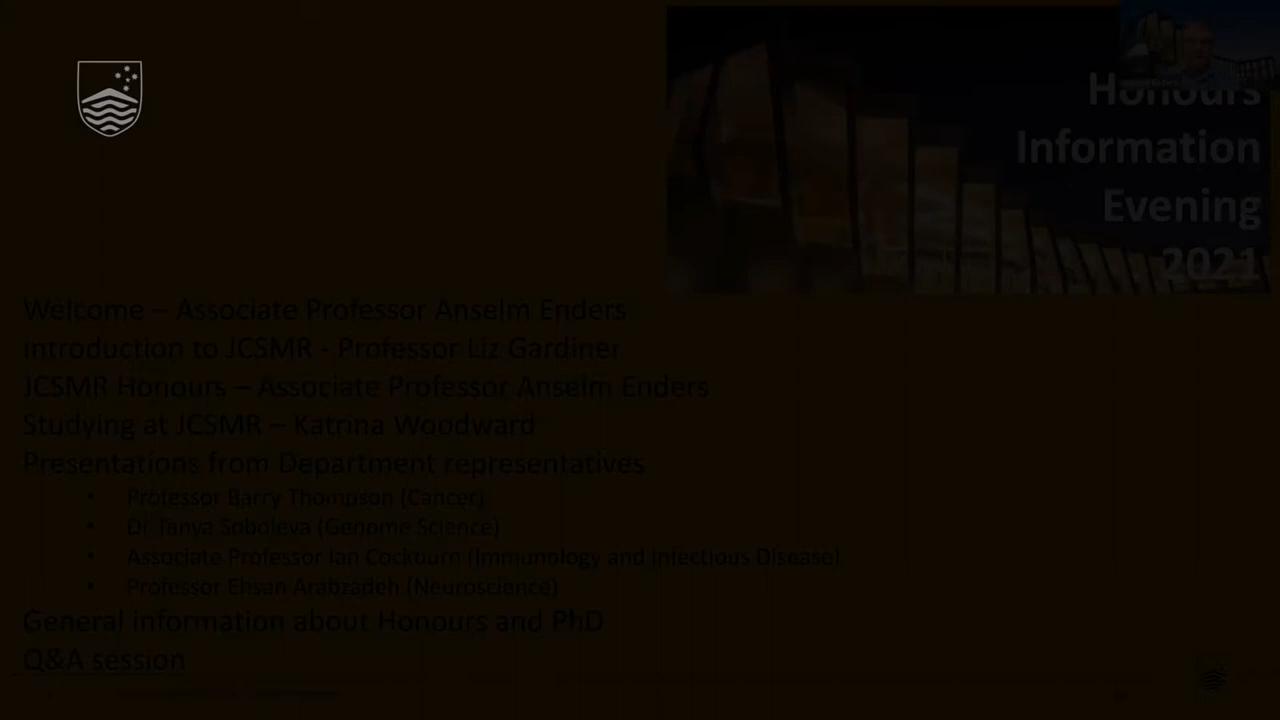 Honours
Information
Evening
2021
Welcome – Associate Professor Anselm Enders
Introduction to JCSMR - Professor Liz Gardiner
JCSMR Honours – Associate Professor Anselm Enders
Studying at JCSMR – Katrina Woodward
Presentations from Department representatives
• Professor Barry Thompson (Cancer)
• Dr Tanya Soboleva (Genome Science)
• Associate Professor Ian Cockburn (Immunology and Infectious Disease)
• Professor Ehsan Arabzadeh (Neuroscience)
General information about Honours and PhD
Q&A session